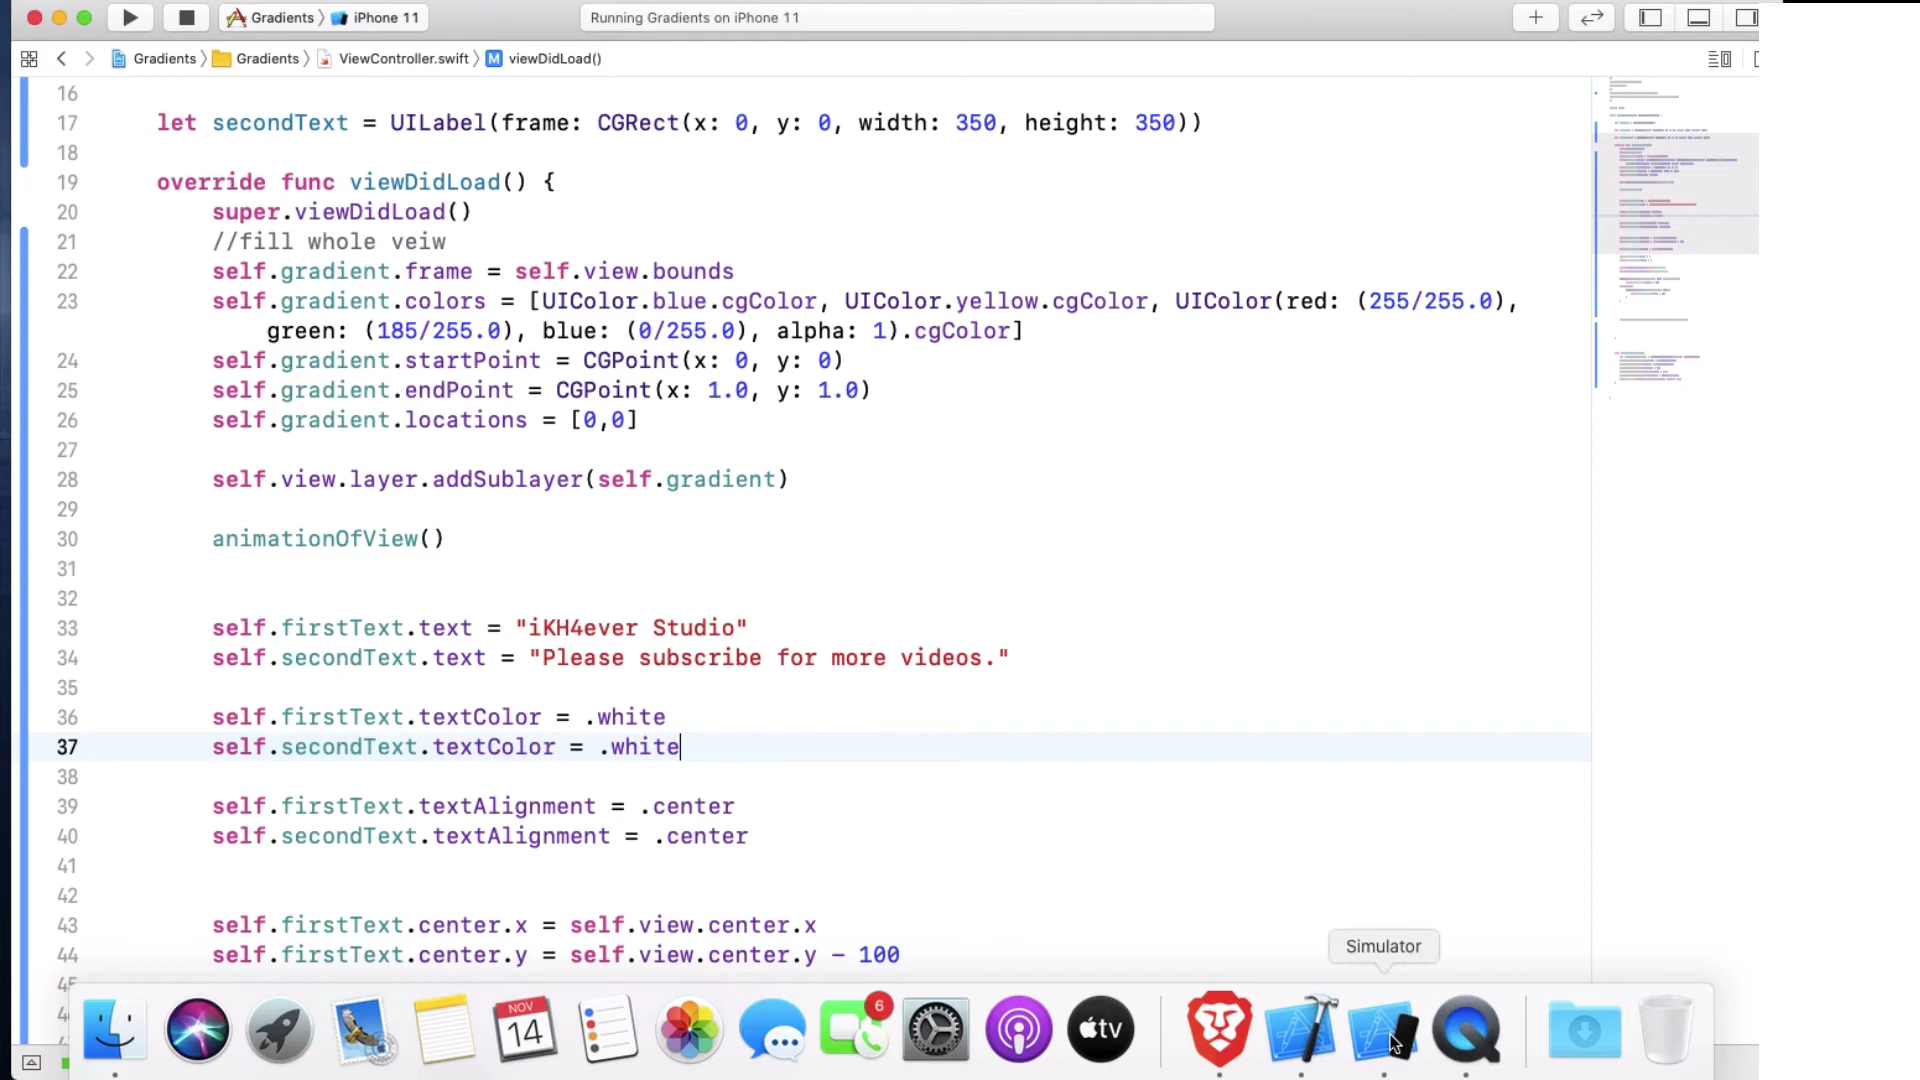 Gradients 〉 iPhone 11
Running Gradients on iPhone 11
Gradients 〉 Gradients 〉 ViewController.swift 〉 M viewDidLoad()
16
17 let secondText = UILabel(frame: CGRect(x: 0, y: 0, width: 350, height: 350))
18
19 override func viewDidLoad() {
20 super.viewDidLoad()
21 //fill whole veiw
22 self.gradient.frame = self.view.bounds
23 self.gradient.colors = [UIColor.blue.cgColor, UIColor.yellow.cgColor, UIColor(red: (255/255.0),
green: (185/255.0), blue: (0/255.0), alpha: 1).cgColor]
24 self.gradient.startPoint = CGPoint(x: 0, y: 0)
25 self.gradient.endPoint = CGPoint(x: 1.0, y: 1.0)
26 self.gradient.locations = [0,0]
27
28 self.view.layer.addSublayer(self.gradient)
29
30 animationOfView()
31
32
33 self.firstText.text = "iKH4ever Studio"
34 self.secondText.text = "Please subscribe for more videos."
35
36 self.firstText.textColor = .white
37 self.secondText.textColor = .white
38
39 self.firstText.textAlignment = .center
40 self.secondText.textAlignment = .center
41
42
43 self.firstText.center.x = self.view.center.x
44 self.firstText.center.y = self.view.center.y - 100
Simulator
NOV
14
6
tv